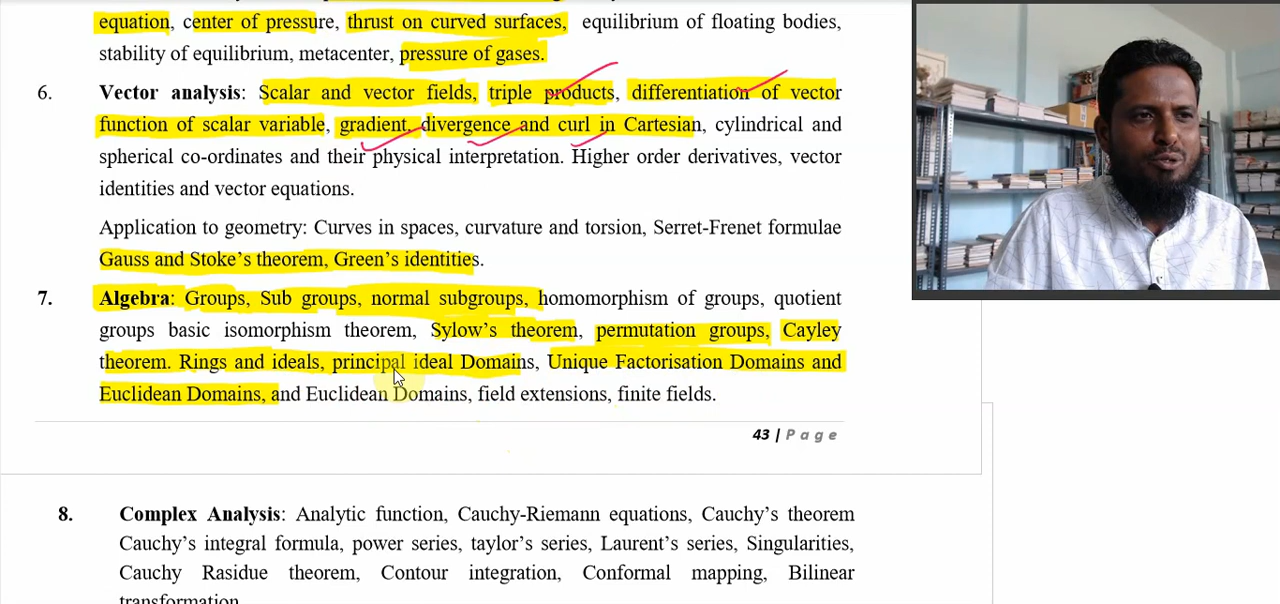 equation, center of pressure, thrust on curved surfaces, equilibrium of floating bodies,
stability of equilibrium, metacenter, pressure of gases.
6. Vector analysis: Scalar and vector fields, triple products, differentiation of vector
function of scalar variable, gradient, divergence and curl in Cartesian, cylindrical and
spherical co-ordinates and their physical interpretation. Higher order derivatives, vector
identities and vector equations.
Application to geometry: Curves in spaces, curvature and torsion, Serret-Frenet formulae
Gauss and Stoke's theorem, Green's identities.
7. Algebra: Groups, Sub groups, normal subgroups, homomorphism of groups, quotient
groups basic isomorphism theorem, Sylow's theorem, permutation groups, Cayley
theorem. Rings and ideals, principal ideal Domains, Unique Factorisation Domains and
Euclidean Domains, and Euclidean Domains, field extensions, finite fields.
43 | Page
8. Complex Analysis: Analytic function, Cauchy-Riemann equations, Cauchy's theorem
Cauchy's integral formula, power series, taylor's series, Laurent's series, Singularities,
Cauchy Rasidue theorem, Contour integration, Conformal mapping, Bilinear
transformation